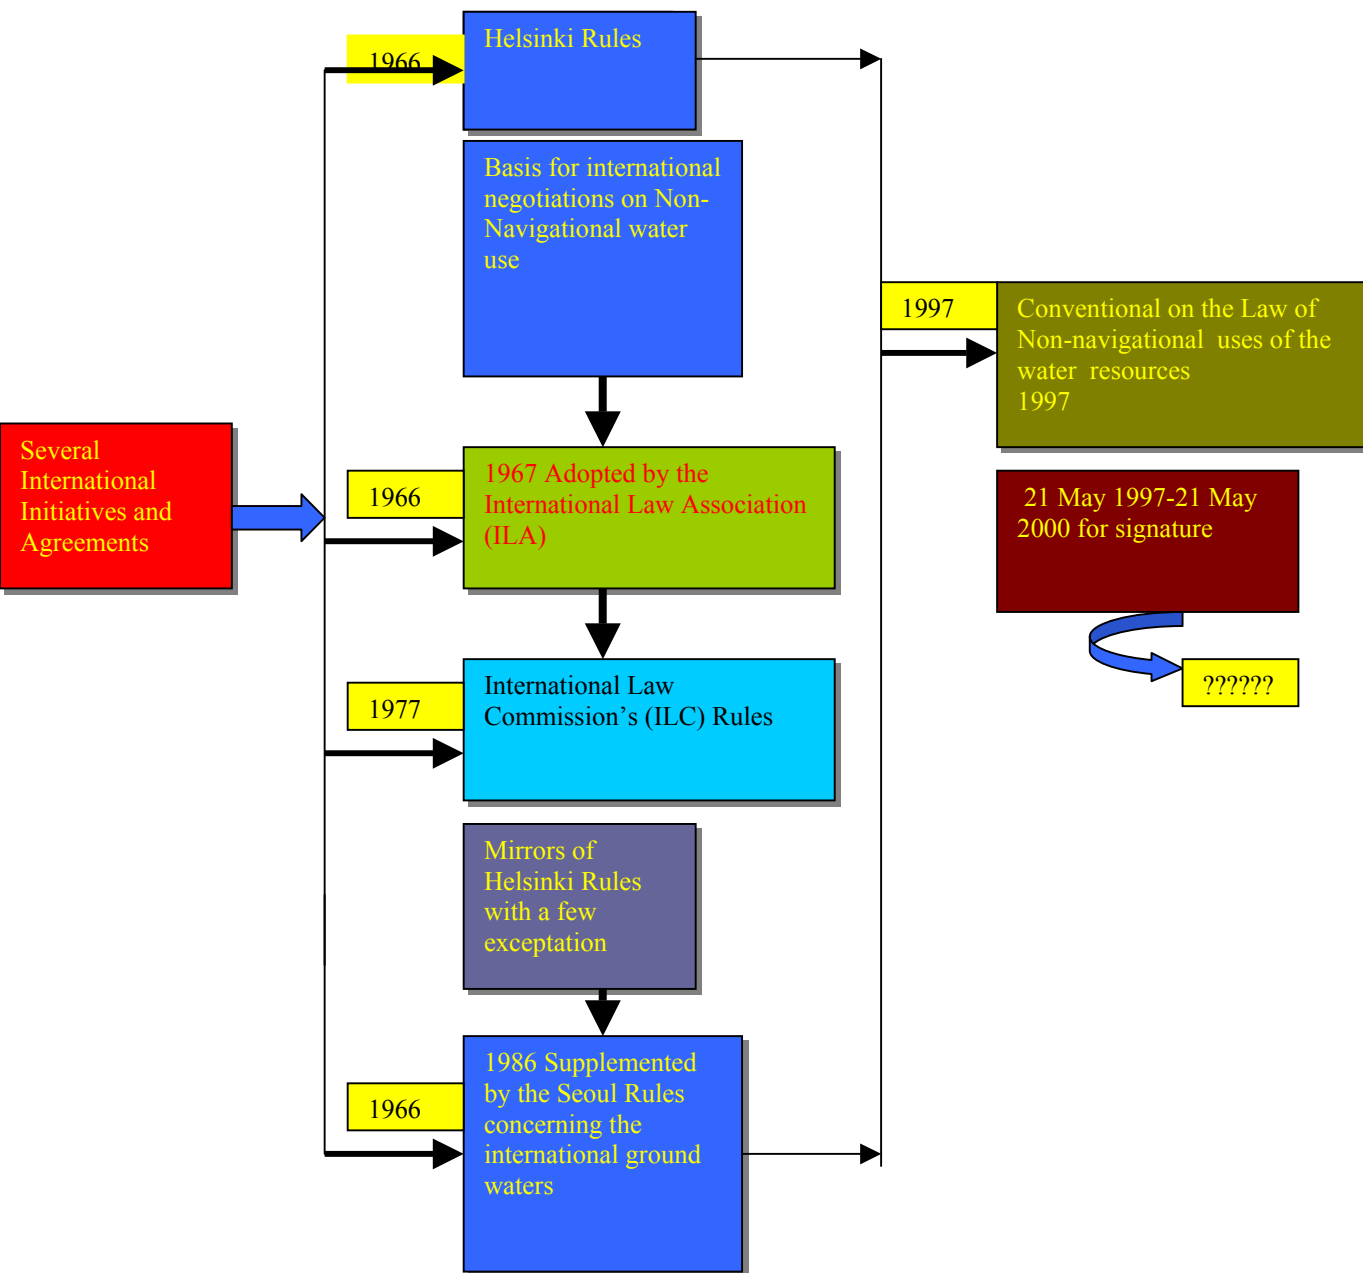 Several
International
Initiatives and
Agreements
1966
Helsinki Rules
Basis for international
negotiations on Non-
Navigational water
use
1966
1967 Adopted by the
International Law Association
(ILA)
1977
International Law
Commission’s (ILC) Rules
Mirrors of
Helsinki Rules
with a few
exceptation
1966
1986 Supplemented
by the Seoul Rules
concerning the
international ground
waters
1997
Conventional on the Law of
Non-navigational uses of the
water resources
1997
21 May 1997-21 May
2000 for signature
??????